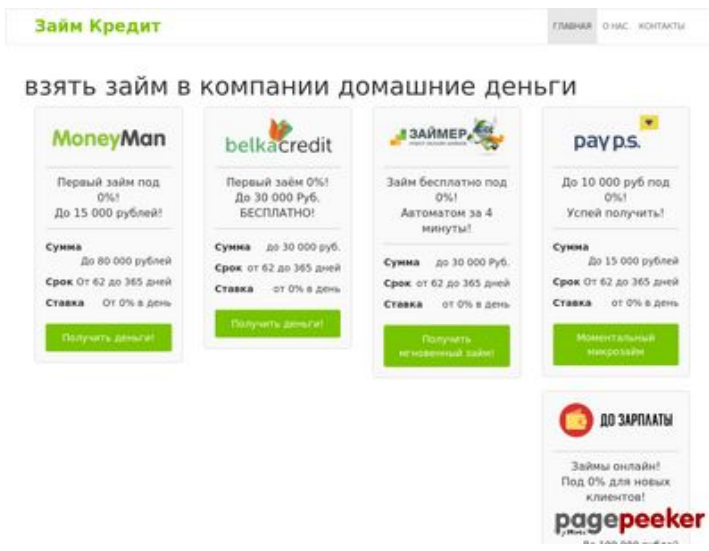 Займ Кредит
ГЛАВНАЯ О НАС КОНТАКТЫ
взять займ в компании домашние деньги
MoneyMan
Первый займ под
0%!
До 15 000 рублей!
Сумма
До 80 000 рублей
Срок От 62 до 365 дней
Ставка От 0% в день
Получить деньги!
belkacredit
Первый заём 0%!
До 30 000 Руб.
БЕСПЛАТНО!
Сумма до 30 000 руб.
Срок от 62 до 365 дней
Ставка от 0% в день
Получить деньги!
ЗАЙМЕР
Займ бесплатно под
0%!
Автоматом за 4
минуты!
Сумма до 30 000 Руб.
Срок от 62 до 365 дней
Ставка от 0% в день
Получить
мгновенный займ!
pay p.s.
До 10 000 руб под
0%!
Успей получить!
Сумма
До 15 000 рублей
Срок От 62 до 365 дней
Ставка от 0% в день
Моментальный
микрозайм
ДО ЗАРПЛАТЫ
Займы онлайн!
Под 0% для новых
клиентов!
pagepeeker
До 100 000 рублей